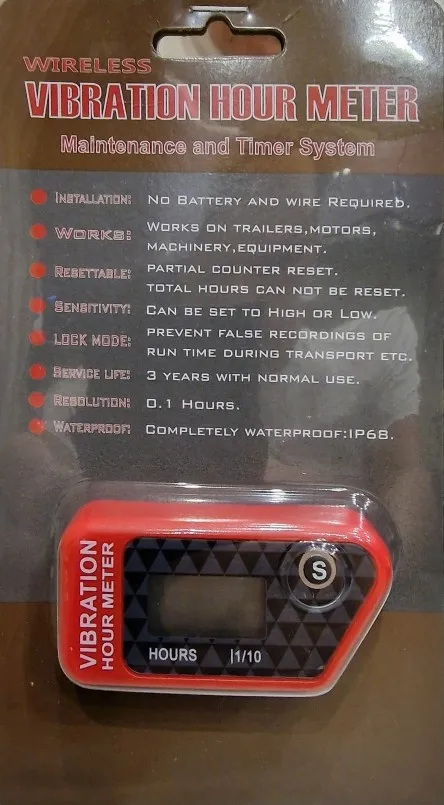 WIRELESS
VIBRATION HOUR METER
Maintenance and Timer System
INSTALLATION: NO BATTERY AND WIRE REQUIRED.
WORKS: WORKS ON TRAILERS,MOTORS,
MACHINERY,EQUIPMENT.
RESETTABLE: PARTIAL COUNTER RESET.
TOTAL HOURS CAN NOT BE RESET.
SENSITIVITY: CAN BE SET TO HIGH OR LOW.
LOCK MODE: PREVENT FALSE RECORDINGS OF
RUN TIME DURING TRANSPORT ETC.
SERVICE LIFE: 3 YEARS WITH NORMAL USE.
RESOLUTION: 0.1 HOURS.
WATERPROOF: COMPLETELY WATERPROOF:IP68.
VIBRATION
HOUR METER
S
HOURS |1/10